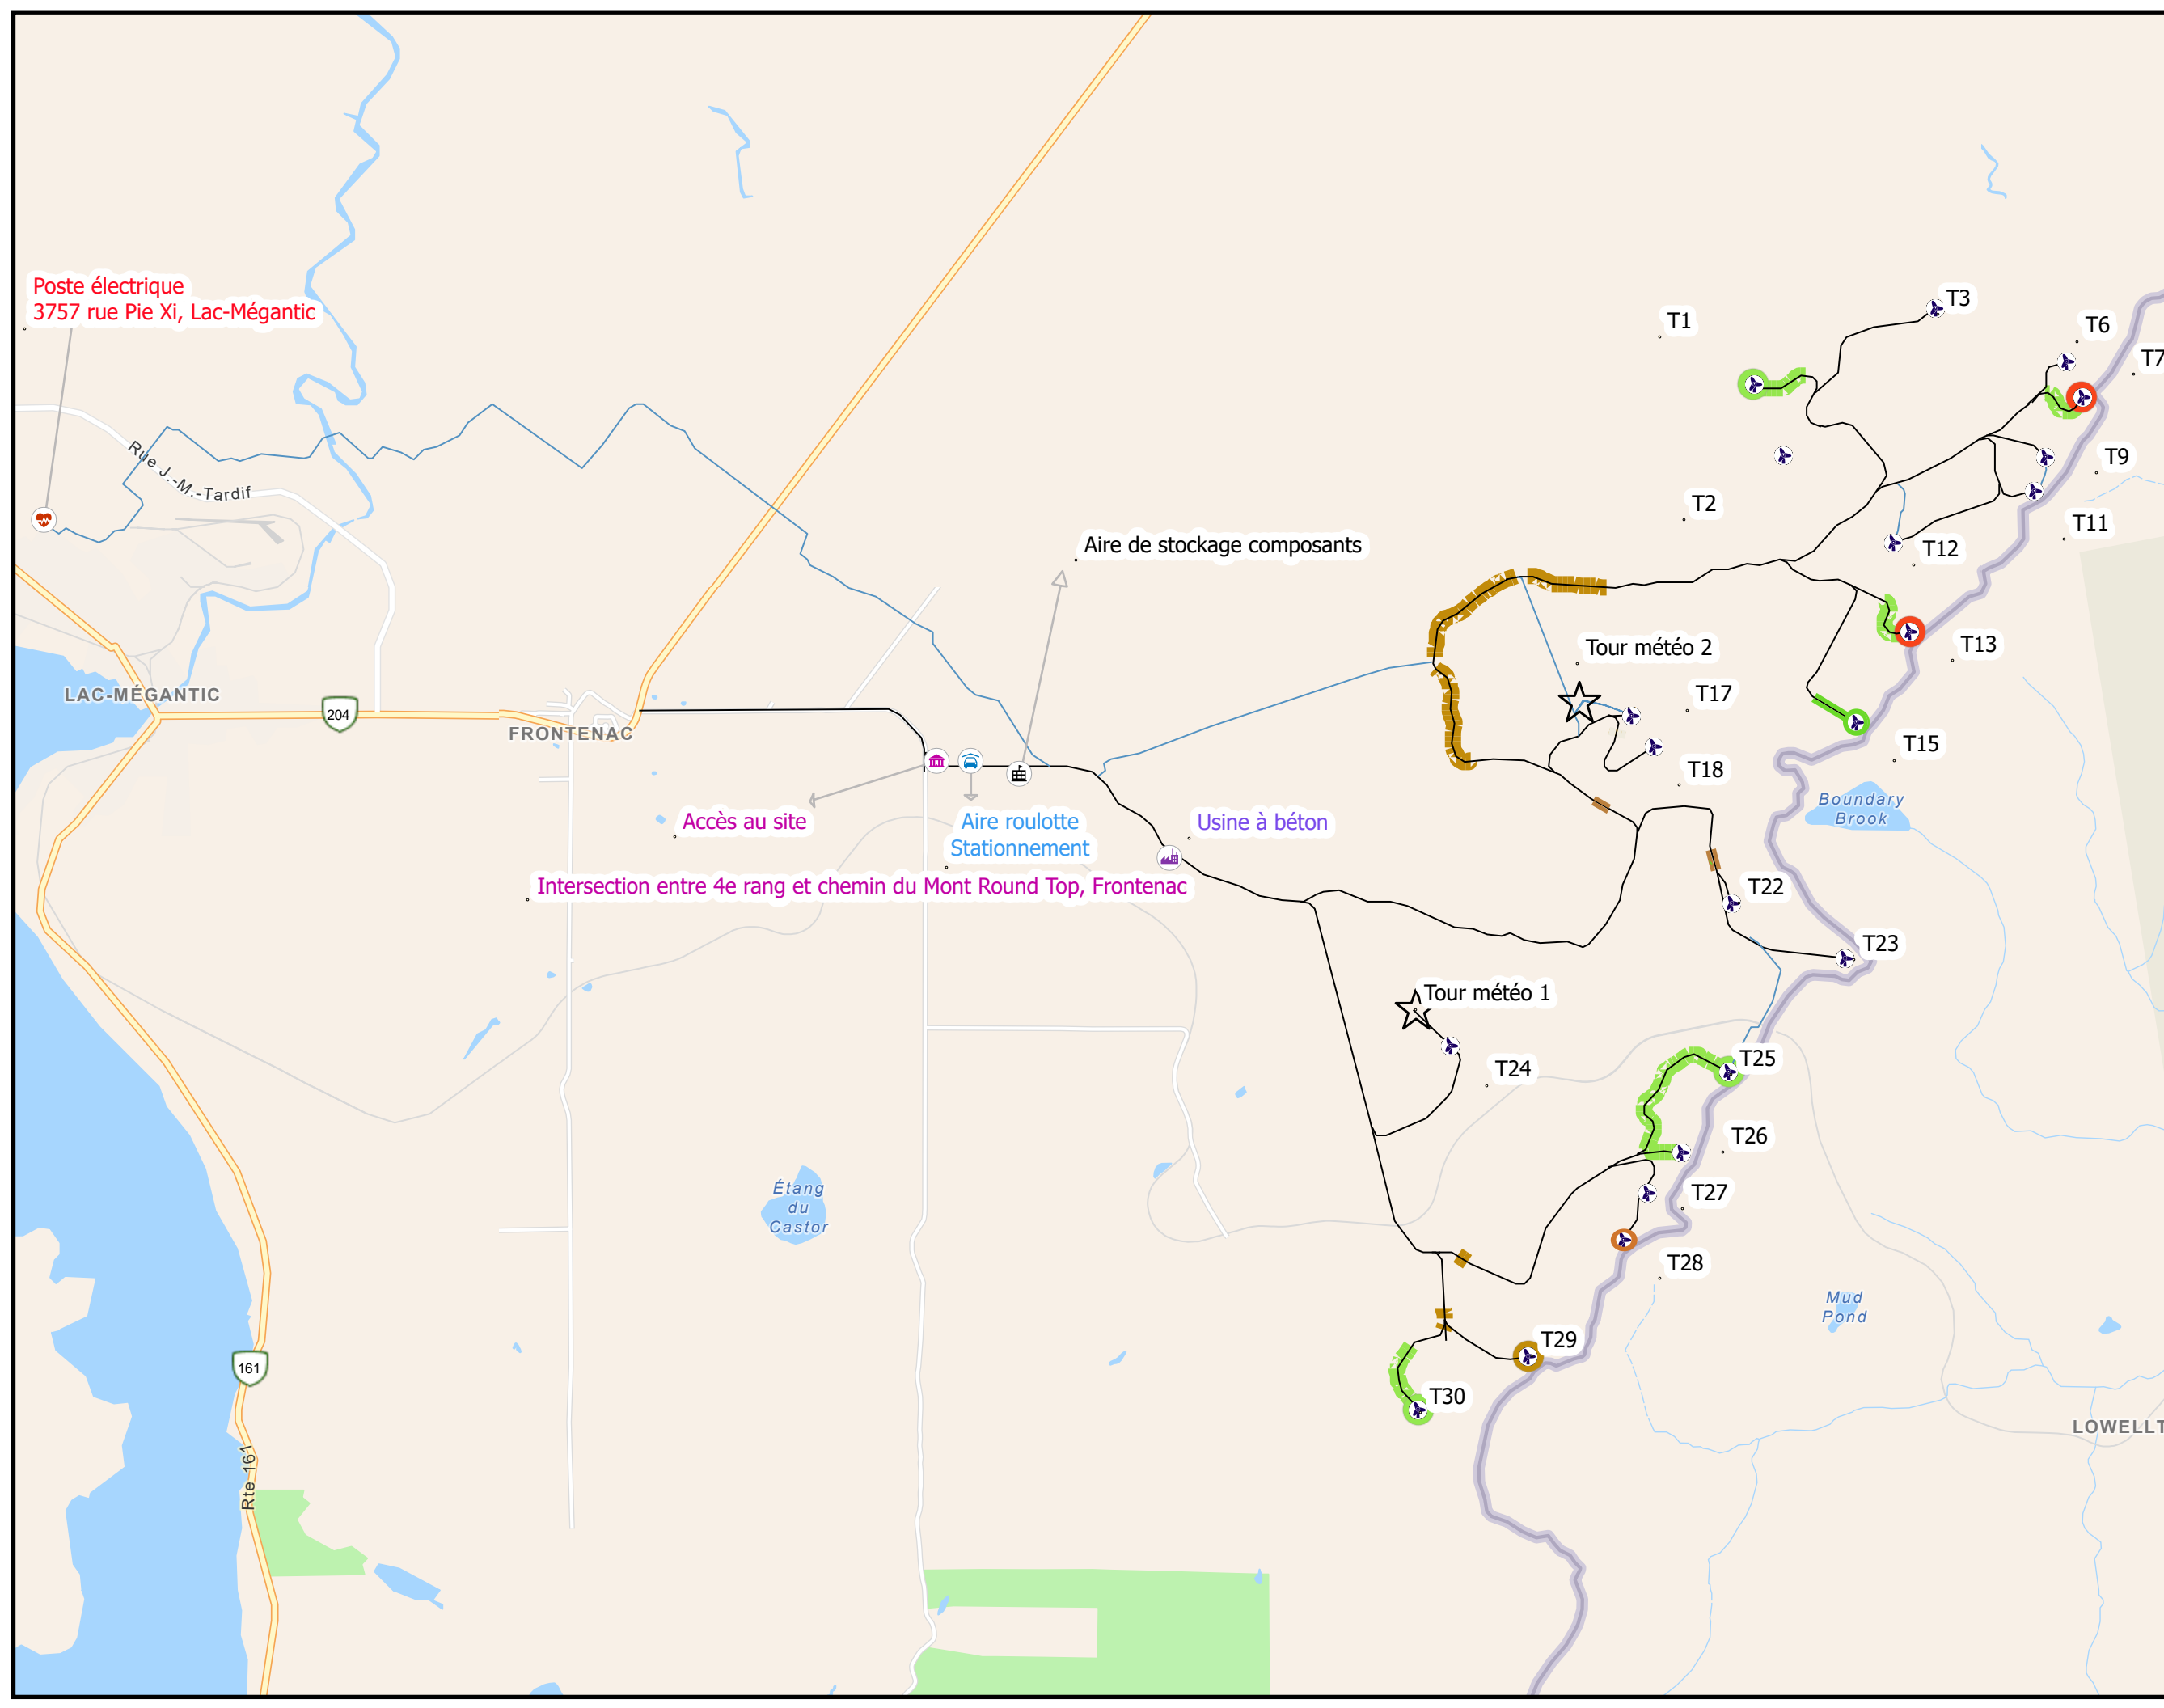 Poste électrique
3757 rue Pie Xi, Lac-Mégantic
T3
T1
T6
T7
Rue J.-M.-Tardif
T9
T2
T11
Aire de stockage composants
T12
Tour météo 2
T13
LAC-MÉGANTIC
204
FRONTENAC
T17
T15
T18
Boundary
Brook
Accès au site
Aire roulotte
Stationnement
Usine à béton
Intersection entre 4e rang et chemin du Mont Round Top, Frontenac
T22
T23
Tour météo 1
T24
T25
T26
Étang
du
Castor
T27
T28
Mud
Pond
T29
161
T30
LOWELLT
Rte 161